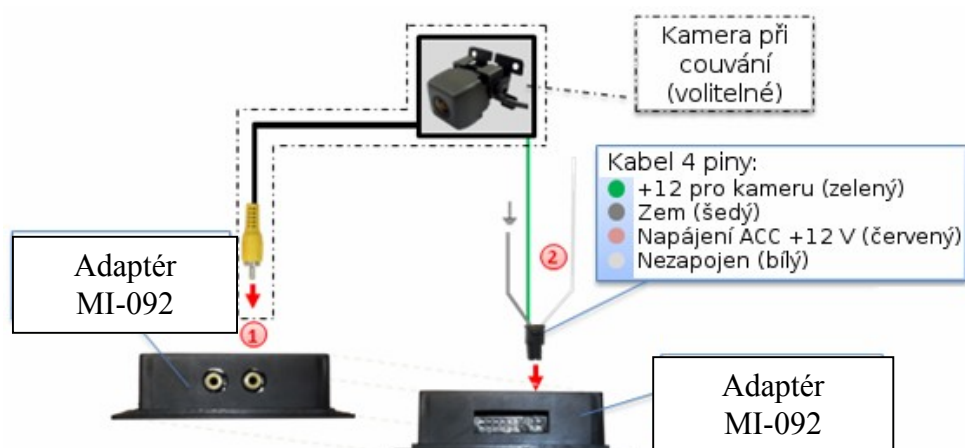 Kamera při
couvání
(volitelné)
Kabel 4 piny:
+12 pro kameru (zelený)
Zem (šedý)
Napájení ACC +12 V (červený)
Nezapojen (bílý)
2
Adaptér
MI-092
1
Adaptér
MI-092